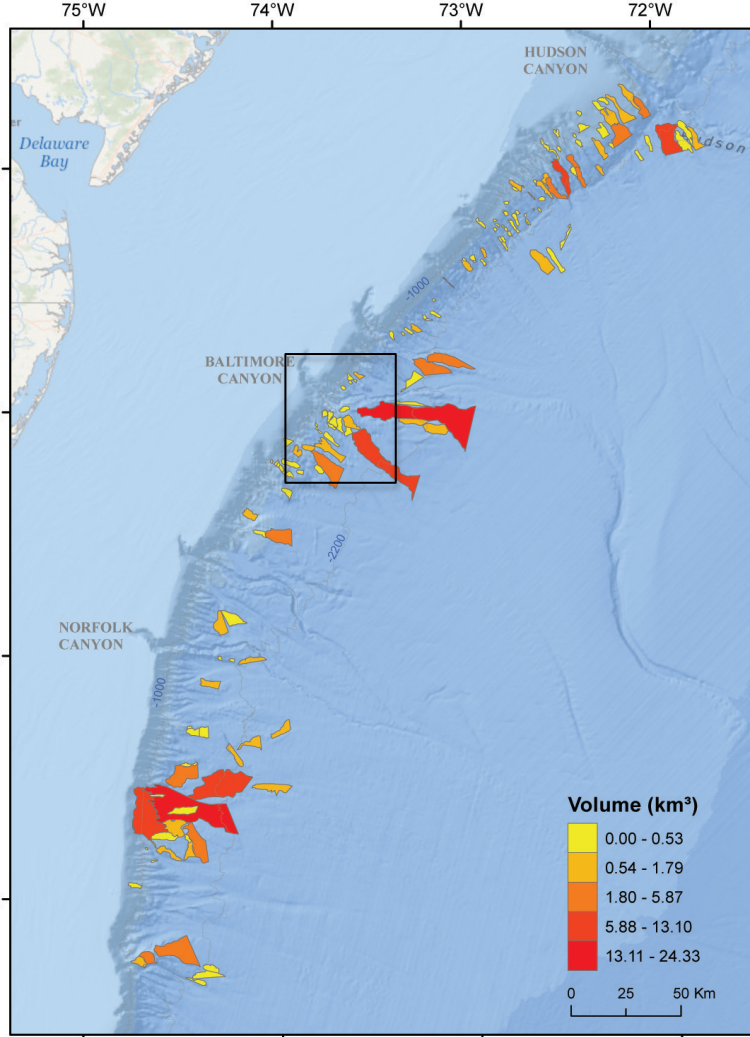 75°W 74°W 73°W 72°W
HUDSON
CANYON
er
Delaware
Bay
udson
-1000
BALTIMORE
CANYON
-2200
NORFOLK
CANYON
-1000
Volume (km³)
0.00 - 0.53
0.54 - 1.79
1.80 - 5.87
5.88 - 13.10
13.11 - 24.33
0 25 50 Km